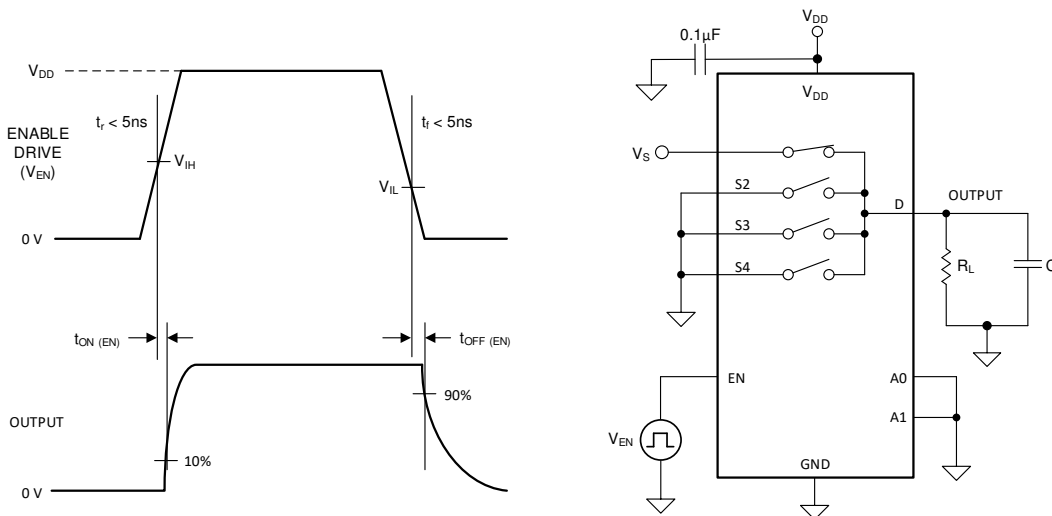 V_DD
t_r < 5ns
t_f < 5ns
ENABLE
DRIVE
(V_EN)
V_IH
V_IL
0 V
t_ON (EN)
t_OFF (EN)
90%
OUTPUT
10%
0 V
V_DD
0.1µF
V_DD
V_S
S2
S3
S4
D
OUTPUT
R_L
EN
A0
A1
V_EN
GND